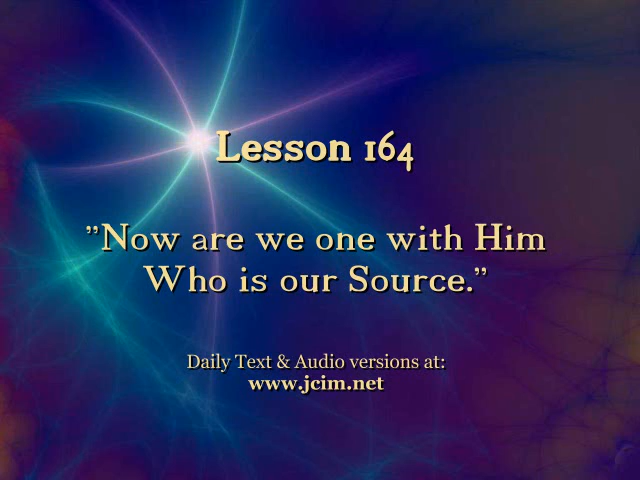 Lesson 164
"Now are we one with Him
Who is our Source."
Daily Text & Audio versions at:
www.jcim.net